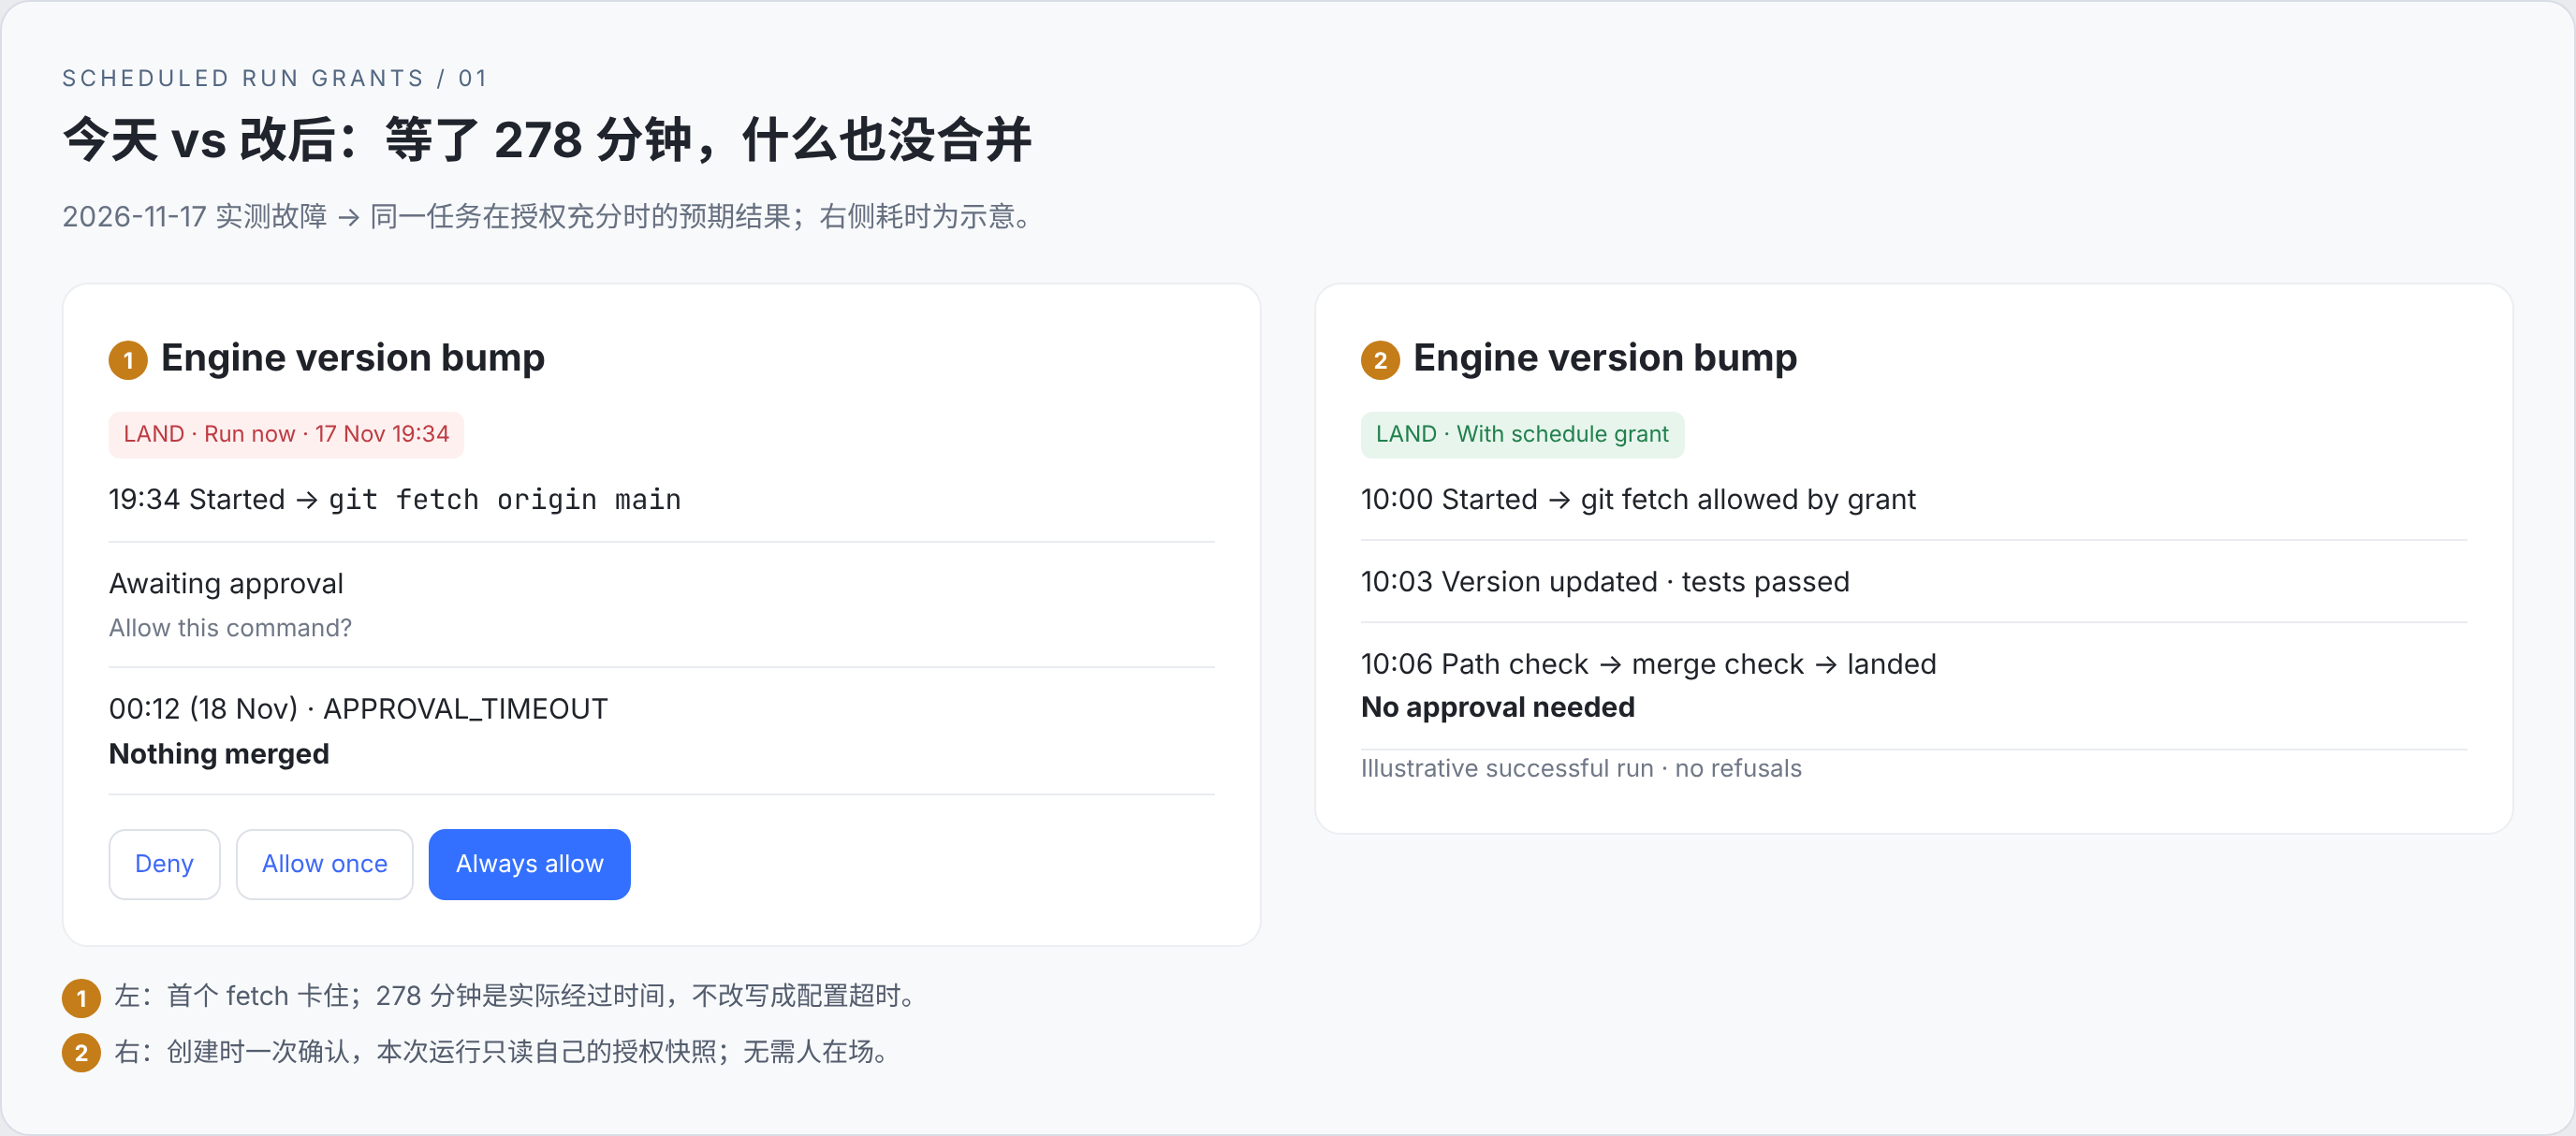 SCHEDULED RUN GRANTS / 01
今天 vs 改后：等了 278 分钟，什么也没合并
2026-11-17 实测故障 → 同一任务在授权充分时的预期结果；右侧耗时为示意。
1 Engine version bump
LAND · Run now · 17 Nov 19:34
19:34 Started → git fetch origin main
Awaiting approval
Allow this command?
00:12 (18 Nov) · APPROVAL_TIMEOUT
Nothing merged
Deny
Allow once
Always allow
2 Engine version bump
LAND · With schedule grant
10:00 Started → git fetch allowed by grant
10:03 Version updated · tests passed
10:06 Path check → merge check → landed
No approval needed
Illustrative successful run · no refusals
1 左：首个 fetch 卡住；278 分钟是实际经过时间，不改写成配置超时。
2 右：创建时一次确认，本次运行只读自己的授权快照；无需人在场。